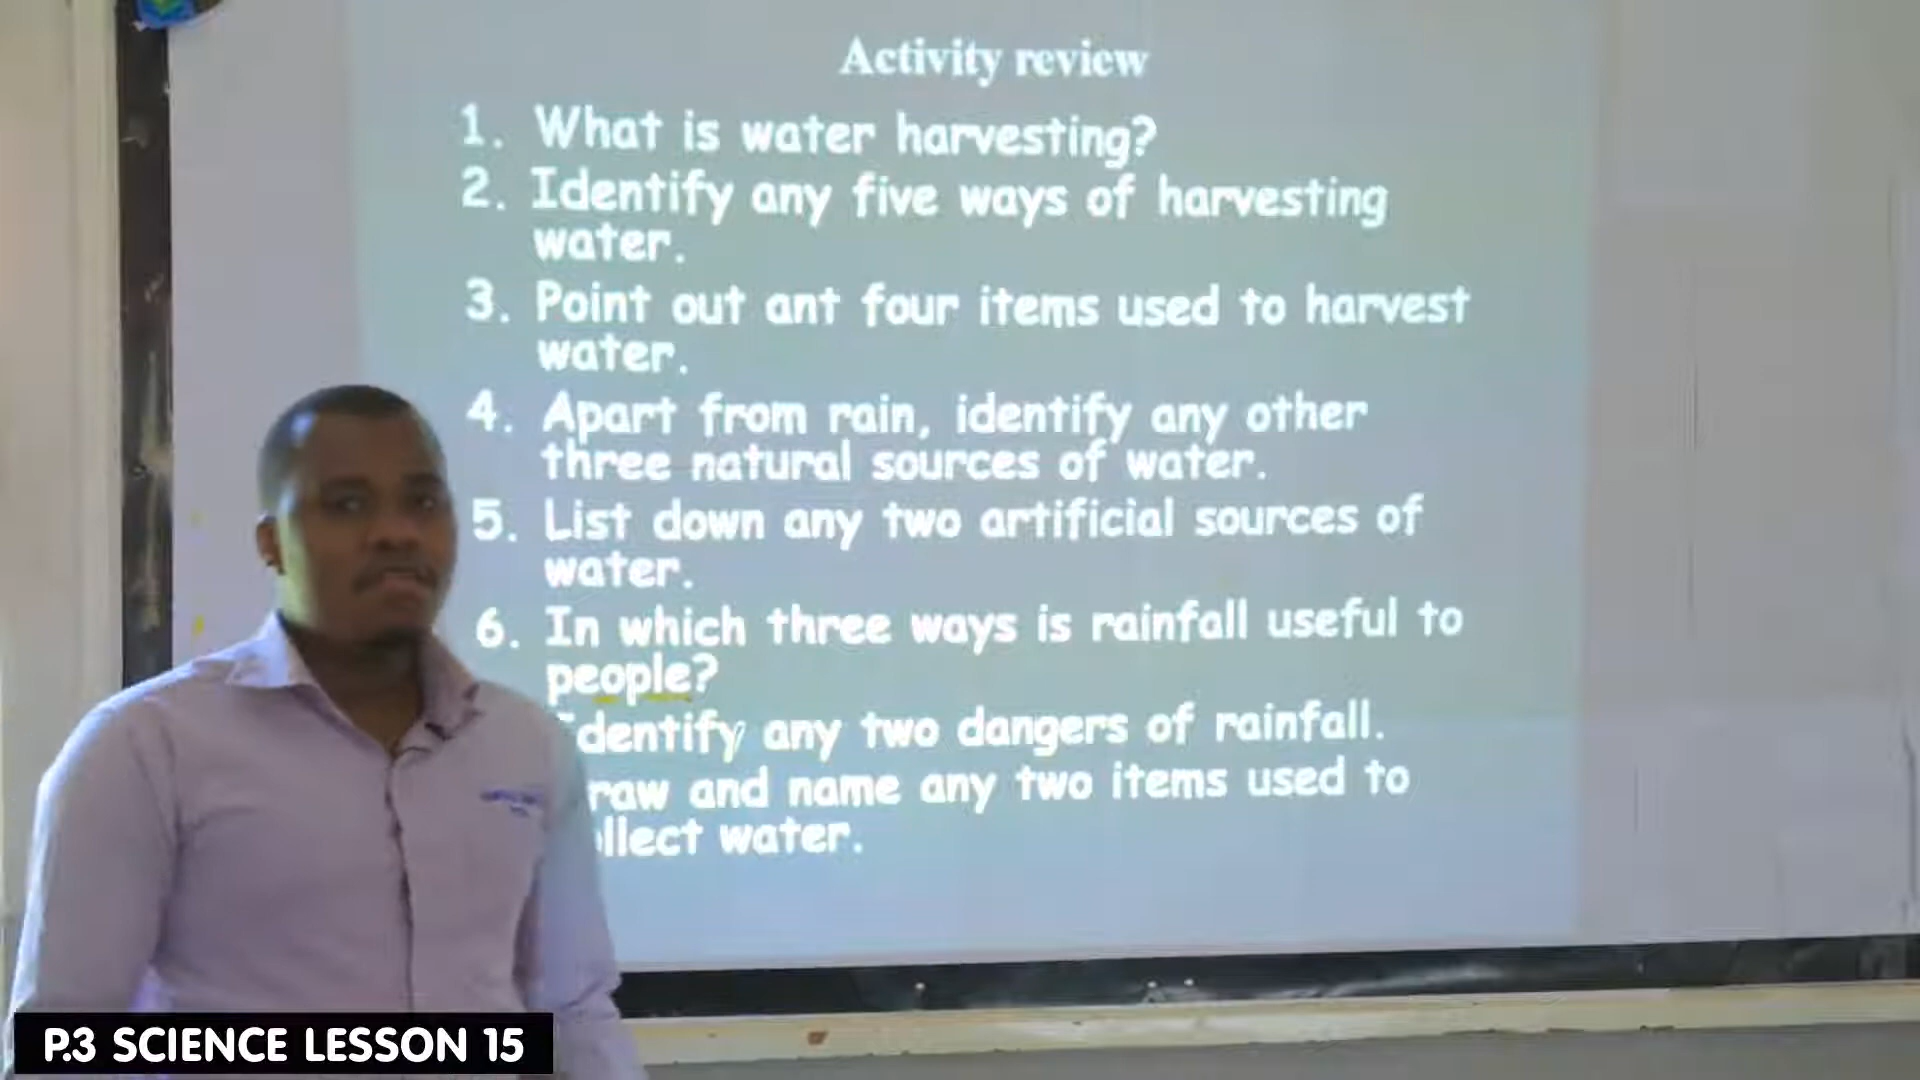 Activity review
1. What is water harvesting?
2. Identify any five ways of harvesting
water.
3. Point out ant four items used to harvest
water.
4. Apart from rain, identify any other
three natural sources of water.
5. List down any two artificial sources of
water.
6. In which three ways is rainfall useful to
people?
dentify any two dangers of rainfall.
raw and name any two items used to
ollect water.
P.3 SCIENCE LESSON 15